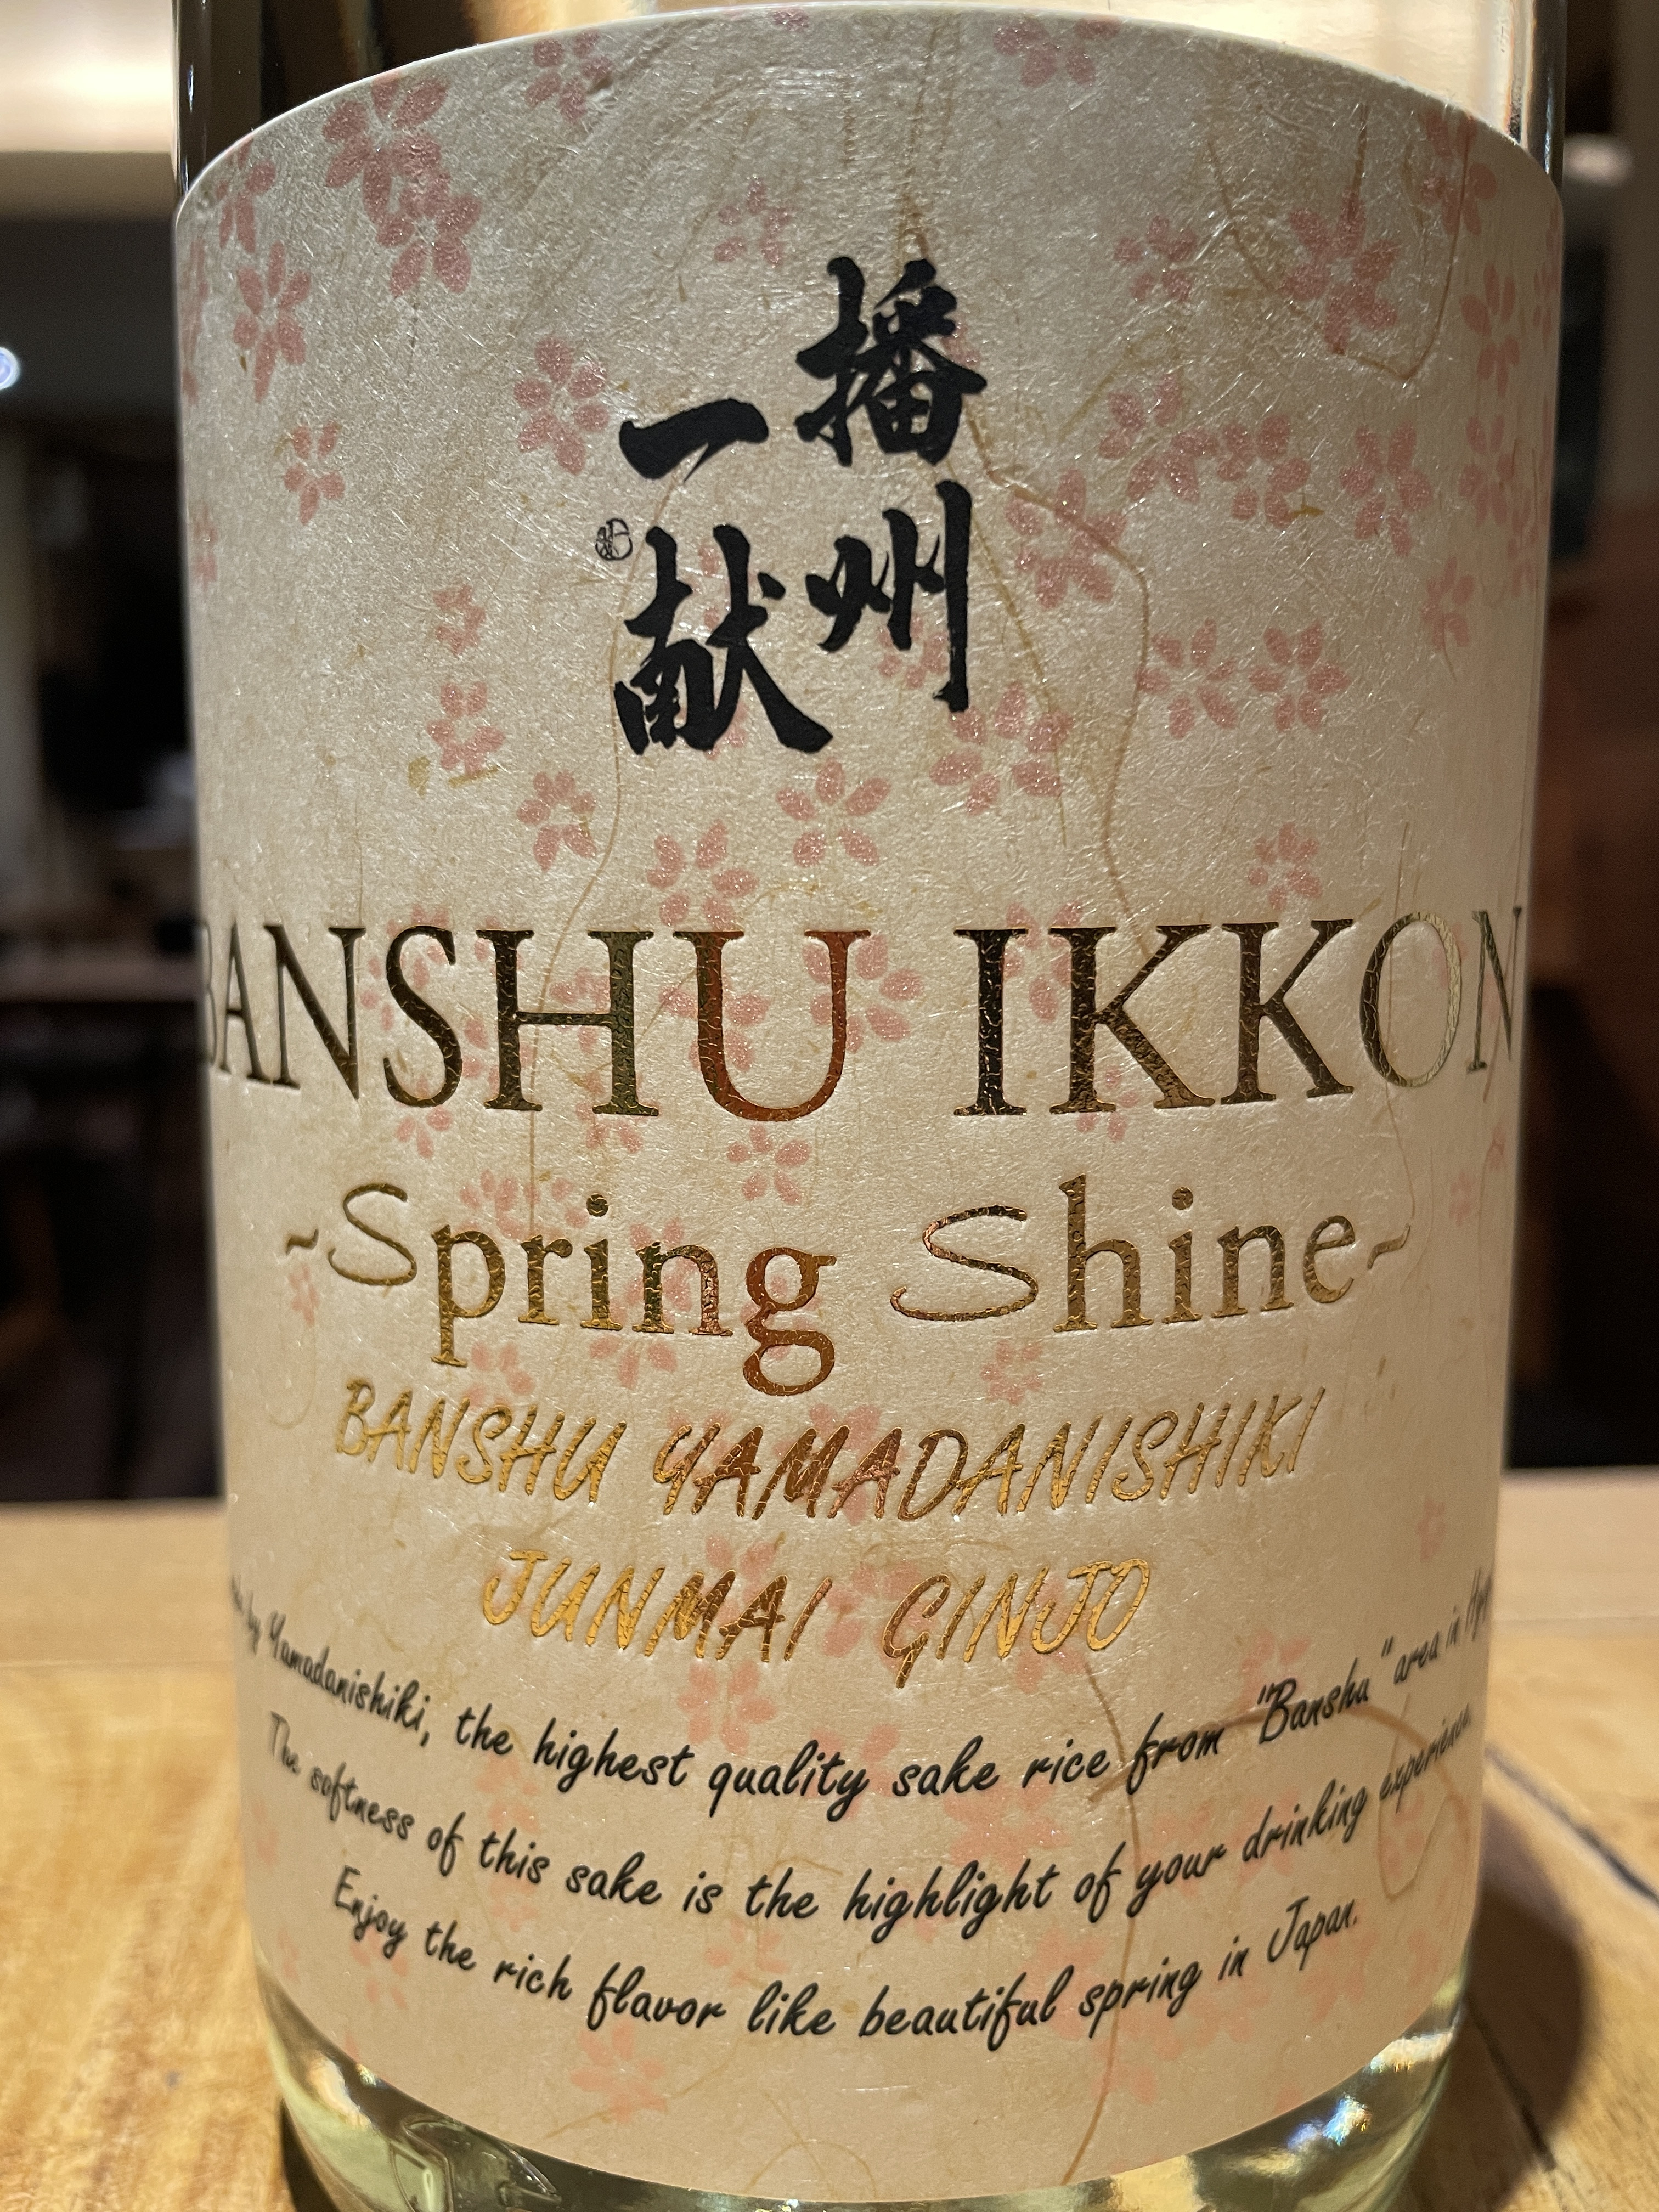 播州
一献
BANSHU IKKON
~Spring Shine~
BANSHU YAMADANISHIKI
JUNMAI GINJO
by Yamadanishiki, the highest quality sake rice from "Banshu" area in
The softness of this sake is the highlight of your drinking experience.
Enjoy the rich flavor like beautiful spring in Japan.